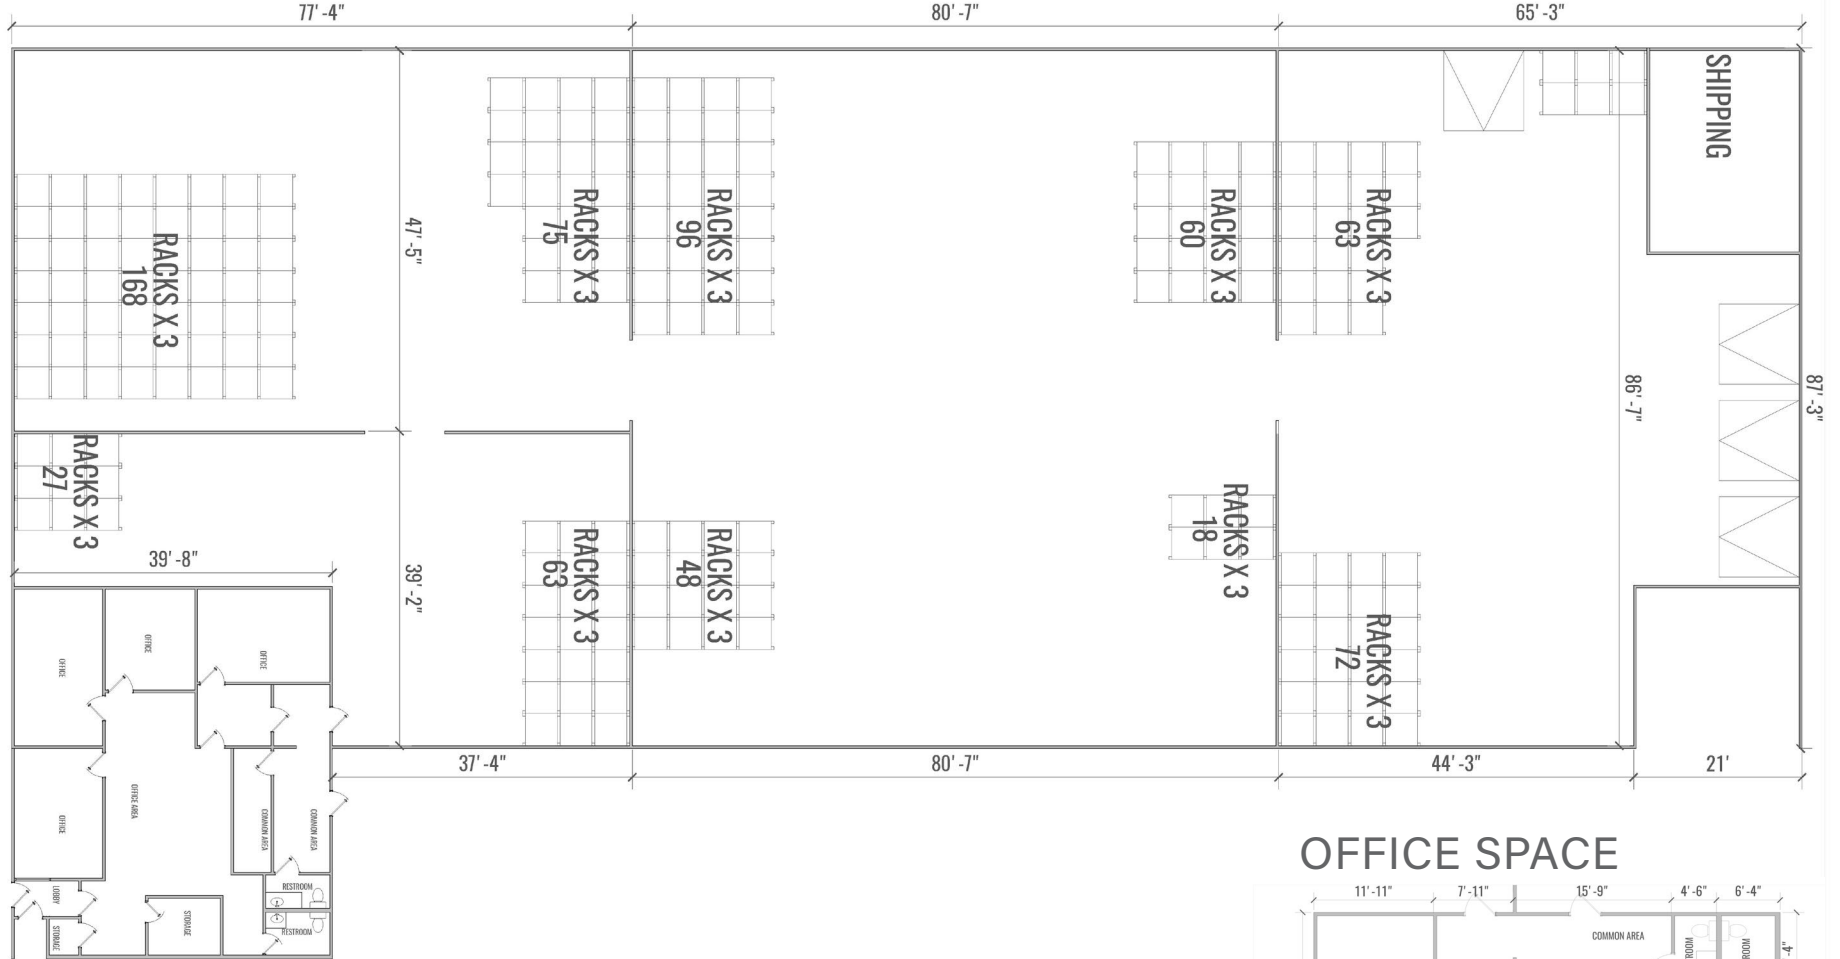 77'-4"
80'-7"
65'-3"
SHIPPING
47'-5"
RACKS X 3
75
RACKS X 3
96
RACKS X 3
60
RACKS X 3
63
RACKS X 3
168
86'-7"
87'-3"
RACKS X 3
27
RACKS X 3
18
39'-8"
39'-2"
RACKS X 3
63
RACKS X 3
48
RACKS X 3
72
OFFICE
OFFICE
OFFICE
37'-4"
80'-7"
44'-3"
21'
OFFICE
OFFICE AREA
COMMON AREA
COMMON AREA
LOBBY
RESTROOM
STORAGE
STORAGE
RESTROOM
OFFICE SPACE
11'-11"
7'-11"
15'-9"
4'-6"
6'-4"
COMMON AREA
ROOM
ROOM
-4"